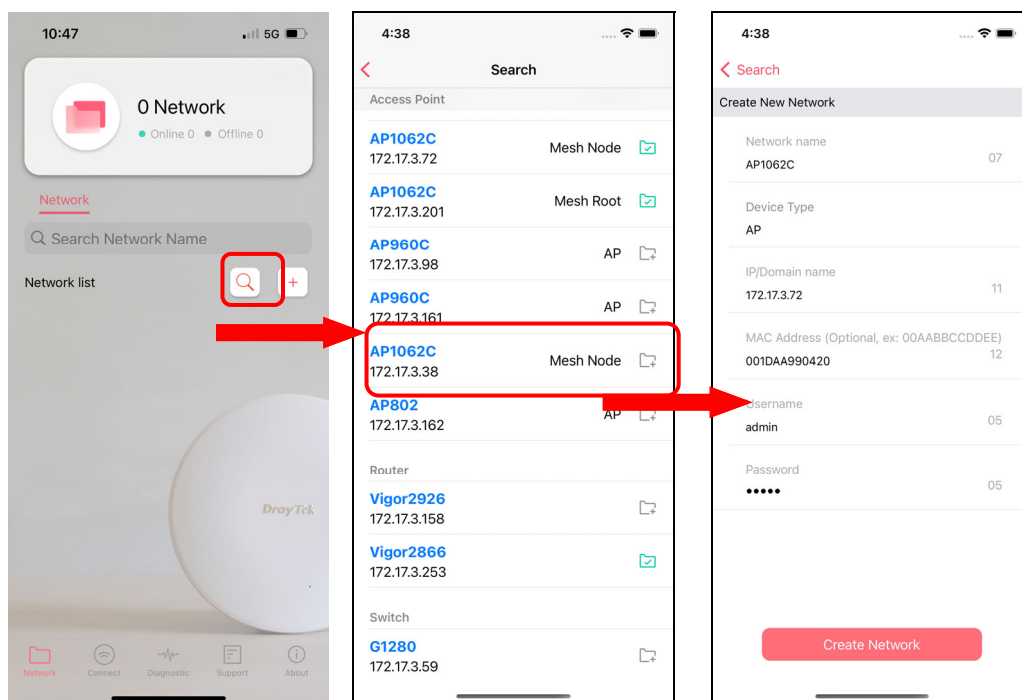 10:47
5G
0 Network
Online 0
Offline 0
Network
Search Network Name
Network list
+
DrayTek
Network
Connect
Diagnostic
Support
About
4:38
Search
Access Point
AP1062C
172.17.3.72
Mesh Node
AP1062C
172.17.3.201
Mesh Root
AP960C
172.17.3.98
AP
AP960C
172.17.3.161
AP
AP1062C
172.17.3.38
Mesh Node
AP802
172.17.3.162
AP
Router
Vigor2926
172.17.3.158
Vigor2866
172.17.3.253
Switch
G1280
172.17.3.59
4:38
Search
Create New Network
Network name
AP1062C
07
Device Type
AP
IP/Domain name
172.17.3.72
11
MAC Address (Optional, ex: 00AABBCCDDEE)
001DAA990420
12
Username
admin
05
Password
•••••
05
Create Network